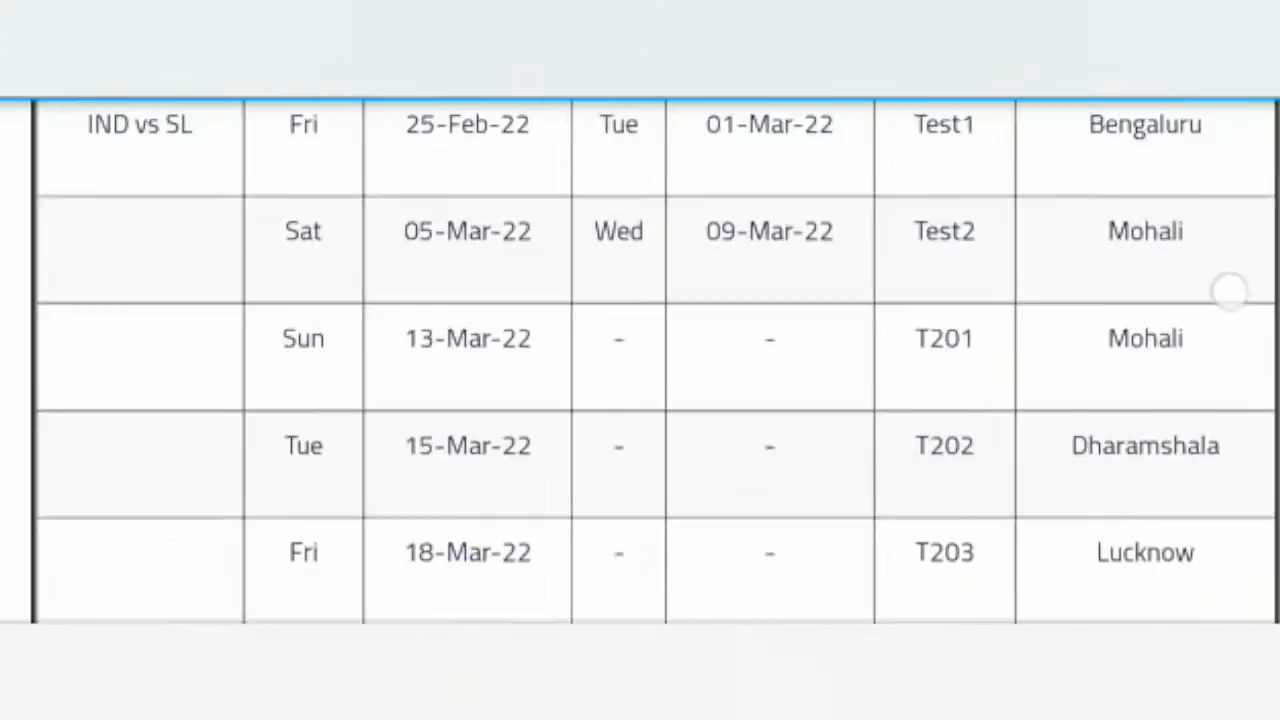 IND vs SL Fri 25-Feb-22 Tue 01-Mar-22 Test1 Bengaluru
Sat 05-Mar-22 Wed 09-Mar-22 Test2 Mohali
Sun 13-Mar-22 - - T201 Mohali
Tue 15-Mar-22 - - T202 Dharamshala
Fri 18-Mar-22 - - T203 Lucknow